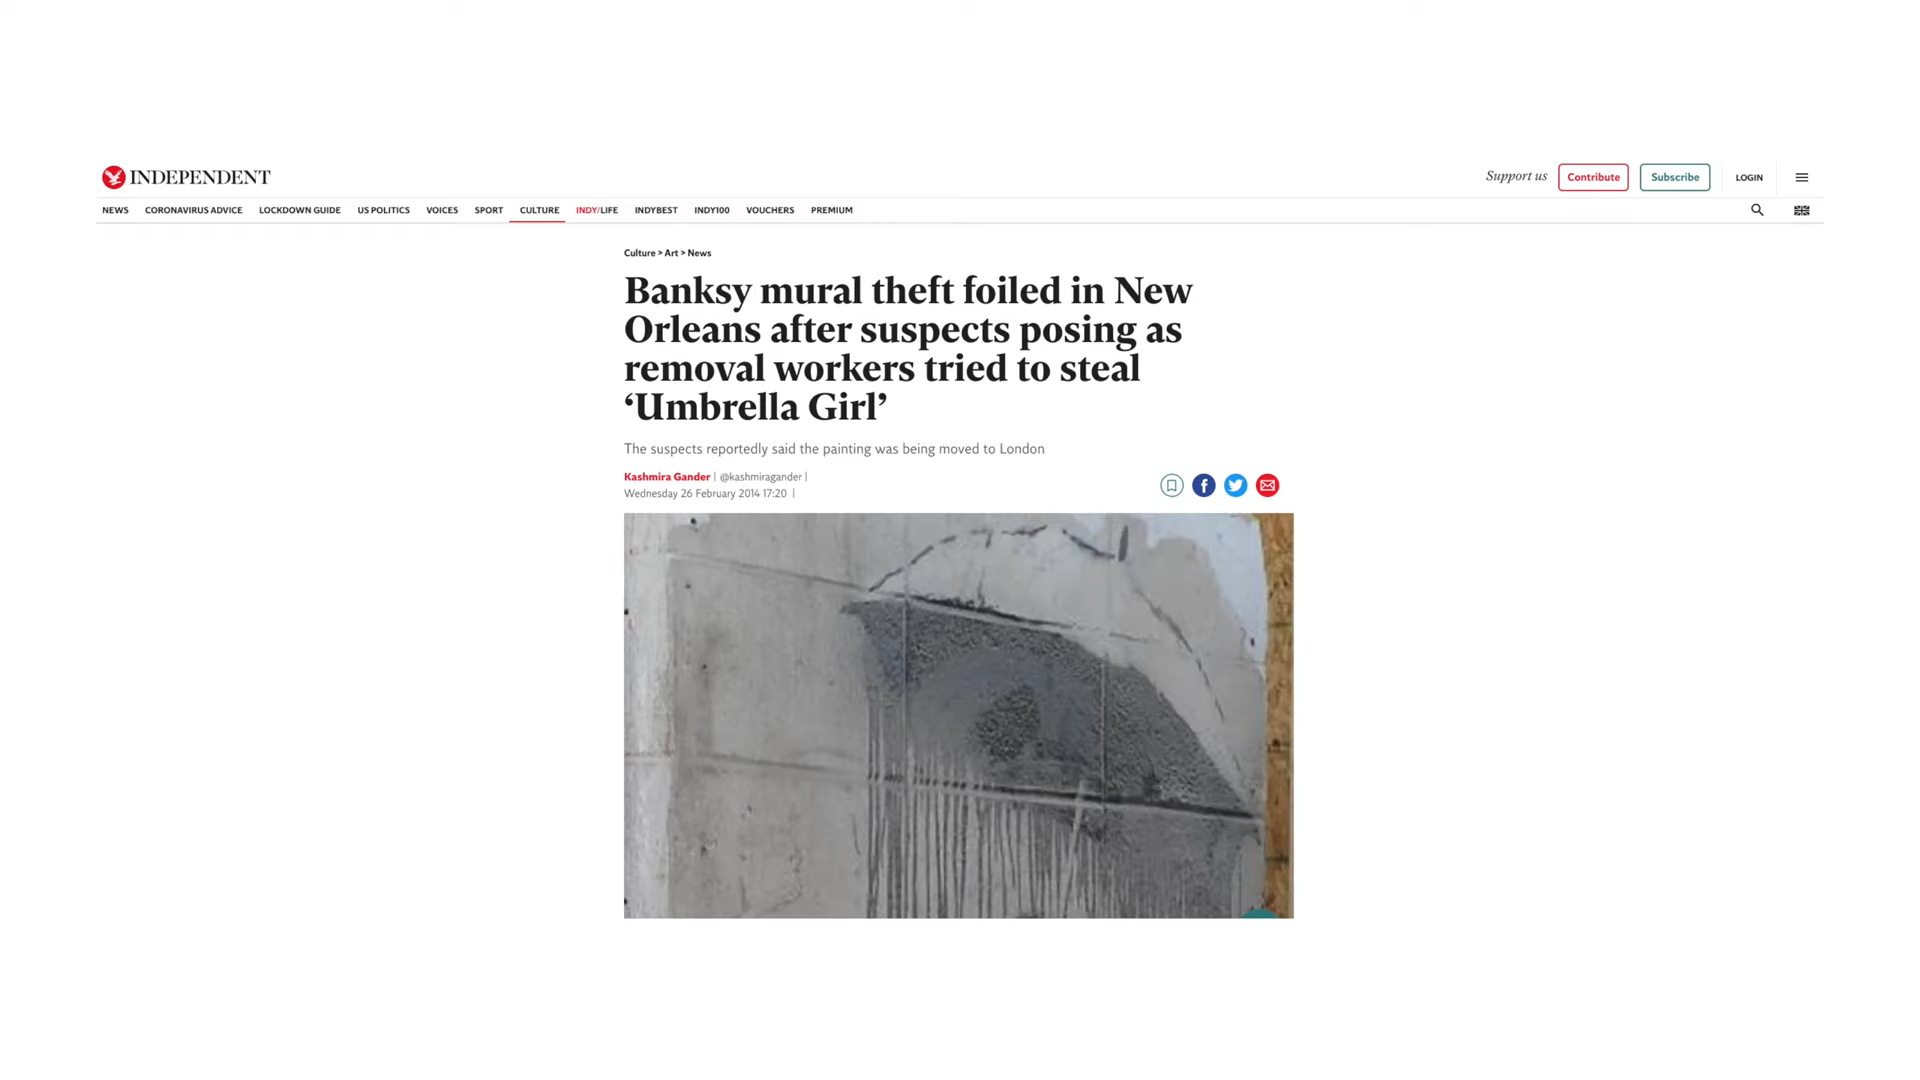 INDEPENDENT
Support us
Contribute
Subscribe
LOGIN
NEWS CORONAVIRUS ADVICE LOCKDOWN GUIDE US POLITICS VOICES SPORT CULTURE INDY/LIFE INDYBEST INDY100 VOUCHERS PREMIUM
Culture > Art > News
Banksy mural theft foiled in New
Orleans after suspects posing as
removal workers tried to steal
‘Umbrella Girl’
The suspects reportedly said the painting was being moved to London
Kashmira Gander | @kashmiragander |
Wednesday 26 February 2014 17:20 |